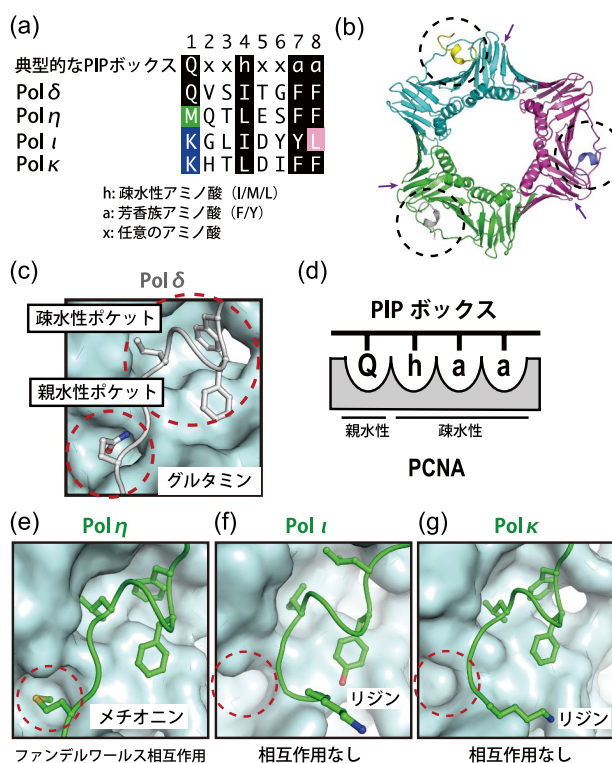 (a)
1 2 3 4 5 6 7 8
典型的なPIPボックス Q x x h x x a a
Pol δ Q V S I T G F F
Pol η M Q T L E S F F
Pol ι K G L I D Y Y L
Pol κ K H T L D I F F
h: 疎水性アミノ酸（I/M/L）
a: 芳香族アミノ酸（F/Y）
x: 任意のアミノ酸
(b)
(c)
Pol δ
疎水性ポケット
親水性ポケット
グルタミン
(d)
PIP ボックス
Q h a a
親水性 疎水性
PCNA
(e) Pol η
メチオニン
ファンデルワールス相互作用
(f) Pol ι
リジン
相互作用なし
(g) Pol κ
リジン
相互作用なし